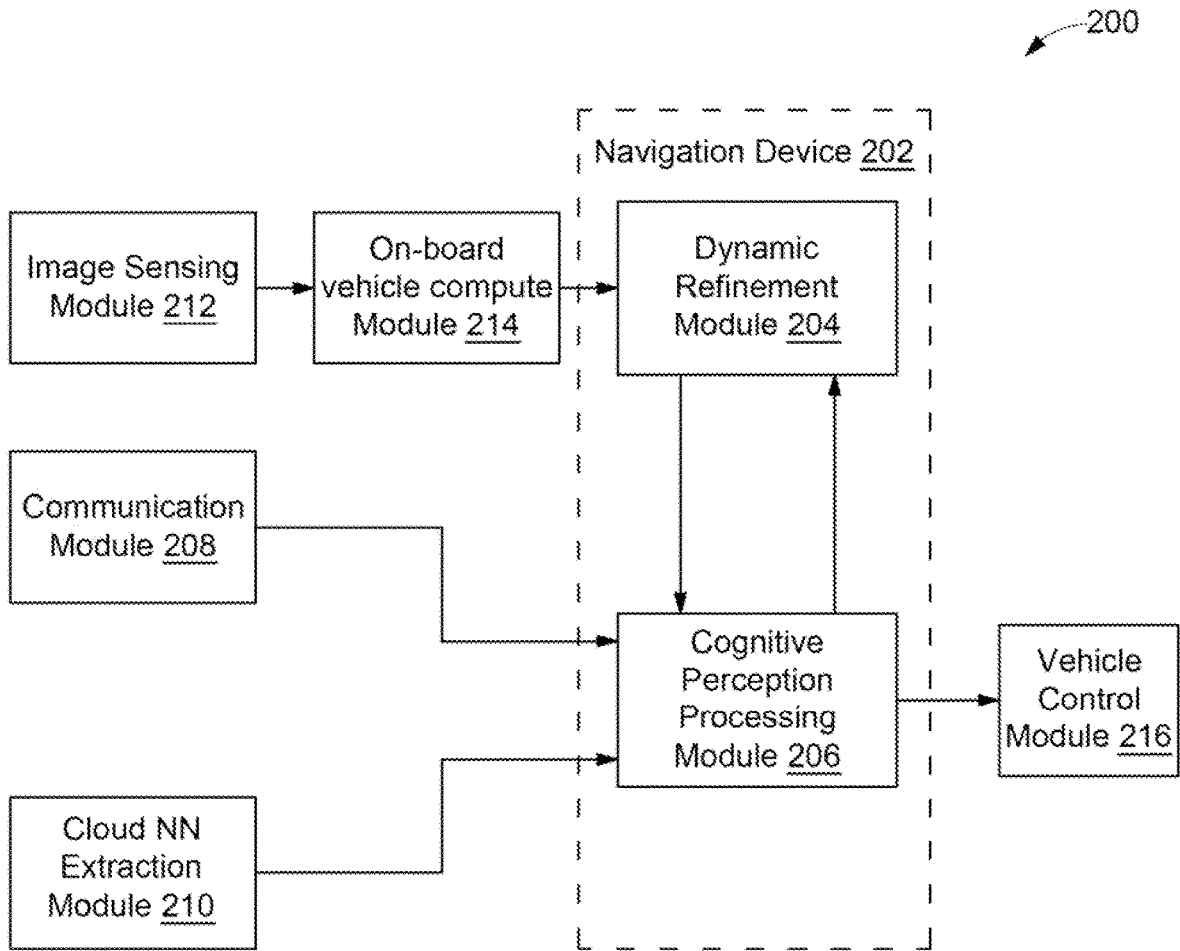 200
Navigation Device 202
Image Sensing
Module 212
On-board
vehicle compute
Module 214
Dynamic
Refinement
Module 204
Communication
Module 208
Cognitive
Perception
Processing
Module 206
Vehicle
Control
Module 216
Cloud NN
Extraction
Module 210